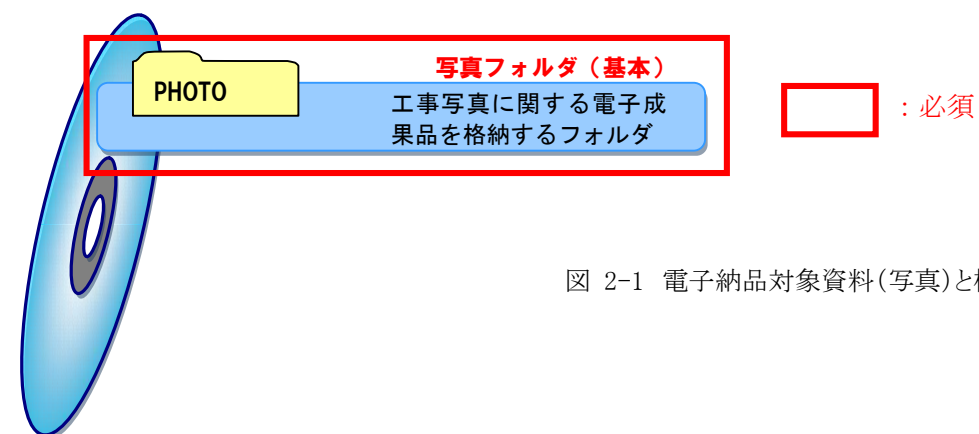 写真フォルダ(基本)
PHOTO
工事写真に関する電子成
果品を格納するフォルダ
:必須
図 2-1 電子納品対象資料(写真)と